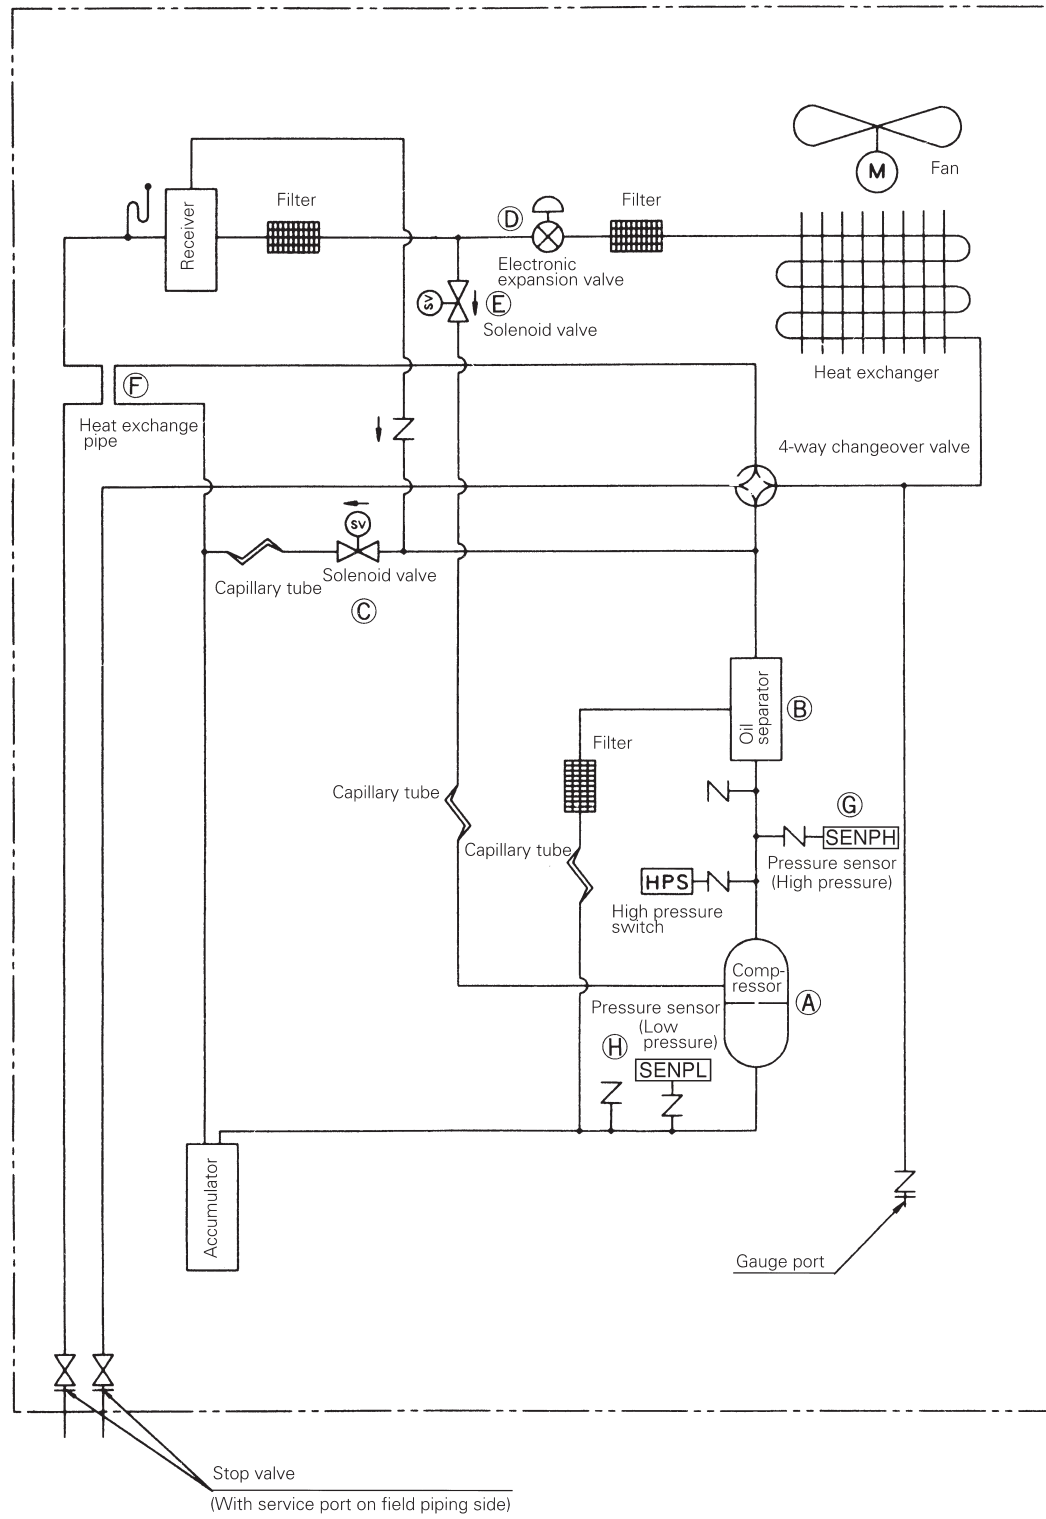 Fan
M
Filter
Filter
Receiver
D
Electronic
expansion valve
SV
E
Solenoid valve
Heat exchanger
F
Heat exchange
pipe
4-way changeover valve
SV
Solenoid valve
Capillary tube
C
Oil
separator
B
Filter
Capillary tube
G
SENPH
Capillary tube
Pressure sensor
(High pressure)
HPS
High pressure
switch
Comp-
ressor
A
Pressure sensor
(Low
pressure)
H
SENPL
Accumulator
Gauge port
Stop valve
(With service port on field piping side)